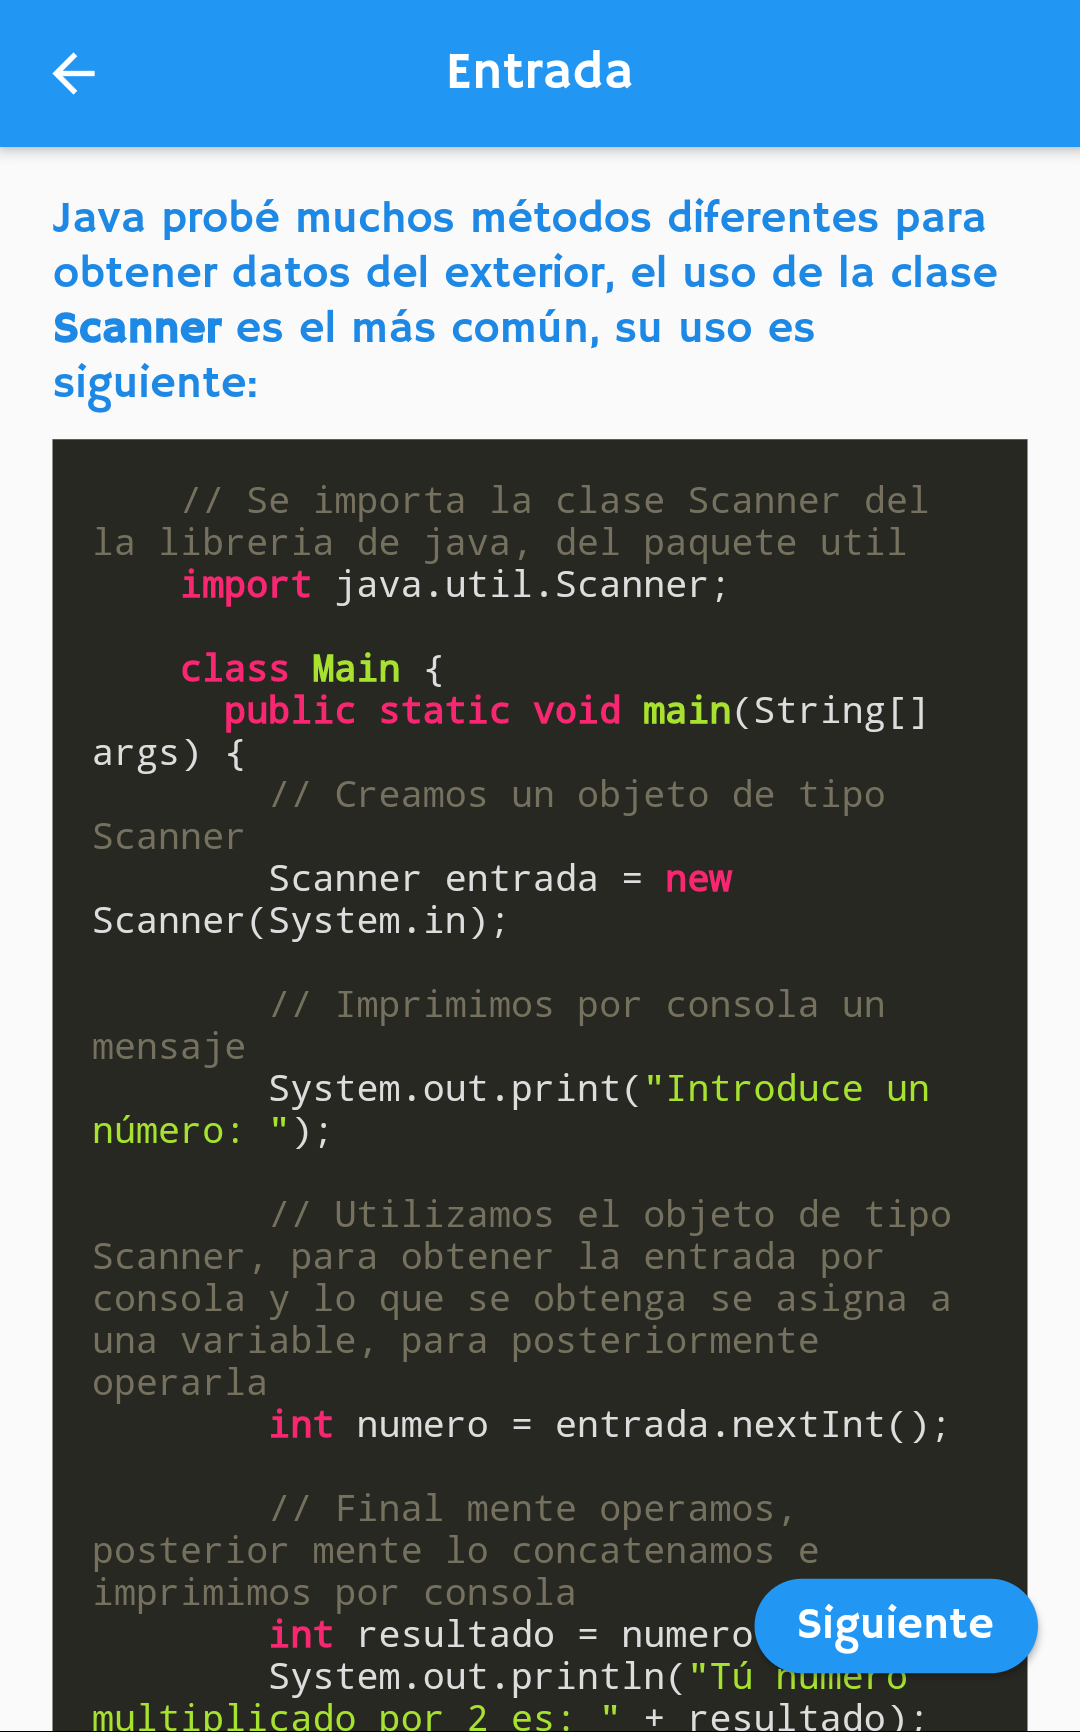 Entrada
Java probé muchos métodos diferentes para
obtener datos del exterior, el uso de la clase
Scanner es el más común, su uso es
siguiente:
// Se importa la clase Scanner del
la libreria de java, del paquete util
import java.util.Scanner;
class Main {
public static void main(String[]
args) {
// Creamos un objeto de tipo
Scanner
Scanner entrada = new
Scanner(System.in);
// Imprimimos por consola un
mensaje
System.out.print("Introduce un
número: ");
// Utilizamos el objeto de tipo
Scanner, para obtener la entrada por
consola y lo que se obtenga se asigna a
una variable, para posteriormente
operarla
int numero = entrada.nextInt();
// Final mente operamos,
posterior mente lo concatenamos e
imprimimos por consola
int resultado = numero
Siguiente
System.out.println("Tú número
multiplicado por 2 es: " + resultado);